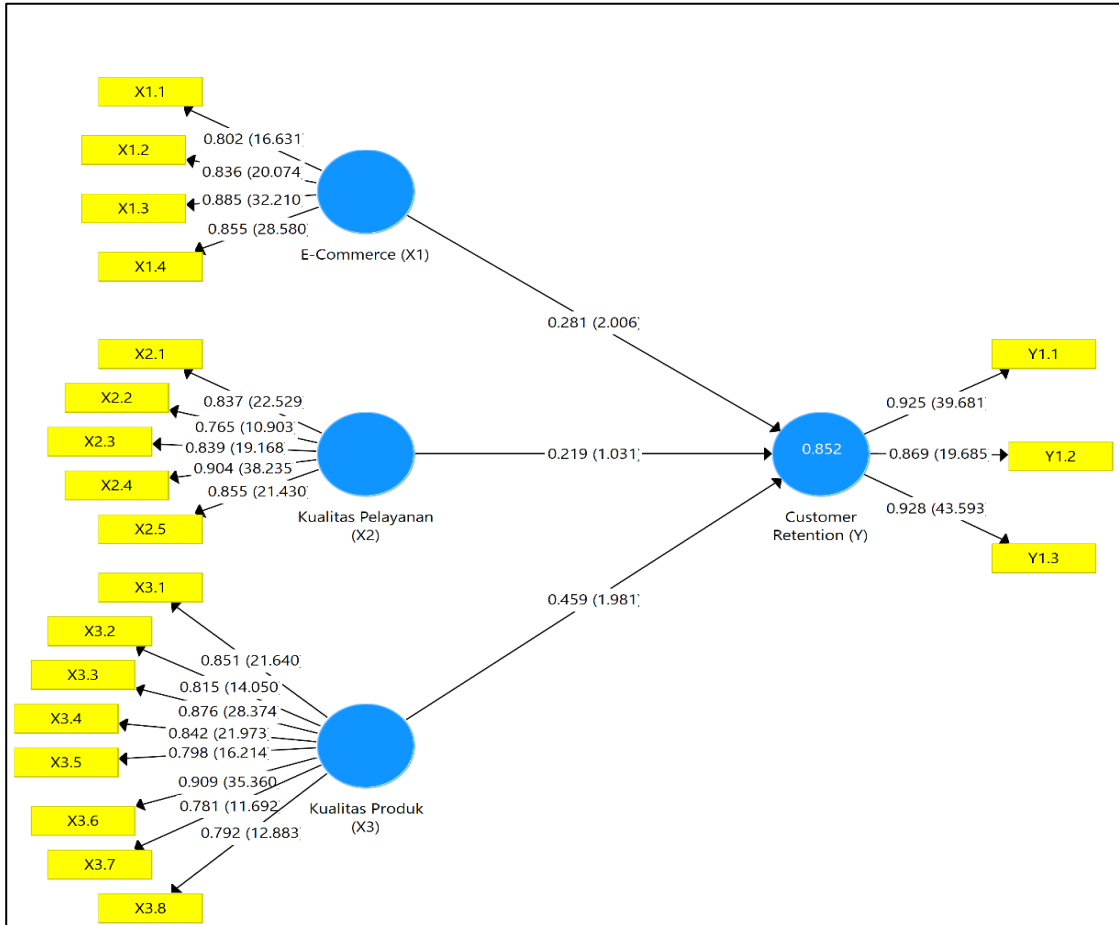 X1.1
0.802 (16.631)
X1.2
0.836 (20.074)
X1.3
0.885 (32.210)
0.855 (28.580)
X1.4
E-Commerce (X1)
0.281 (2.006)
X2.1
0.837 (22.529)
X2.2
0.765 (10.903)
X2.3
0.839 (19.168)
0.904 (38.235
X2.4
0.855 (21.430)
X2.5
Kualitas Pelayanan
(X2)
0.219 (1.031)
0.852
Customer
Retention (Y)
Y1.1
0.925 (39.681)
0.869 (19.685)
Y1.2
0.928 (43.593)
Y1.3
0.459 (1.981)
X3.1
X3.2
0.851 (21.640)
X3.3
0.815 (14.050)
0.876 (28.374)
X3.4
0.842 (21.973)
0.798 (16.214)
X3.5
0.909 (35.360)
X3.6
0.781 (11.692)
0.792 (12.883)
X3.7
X3.8
Kualitas Produk
(X3)